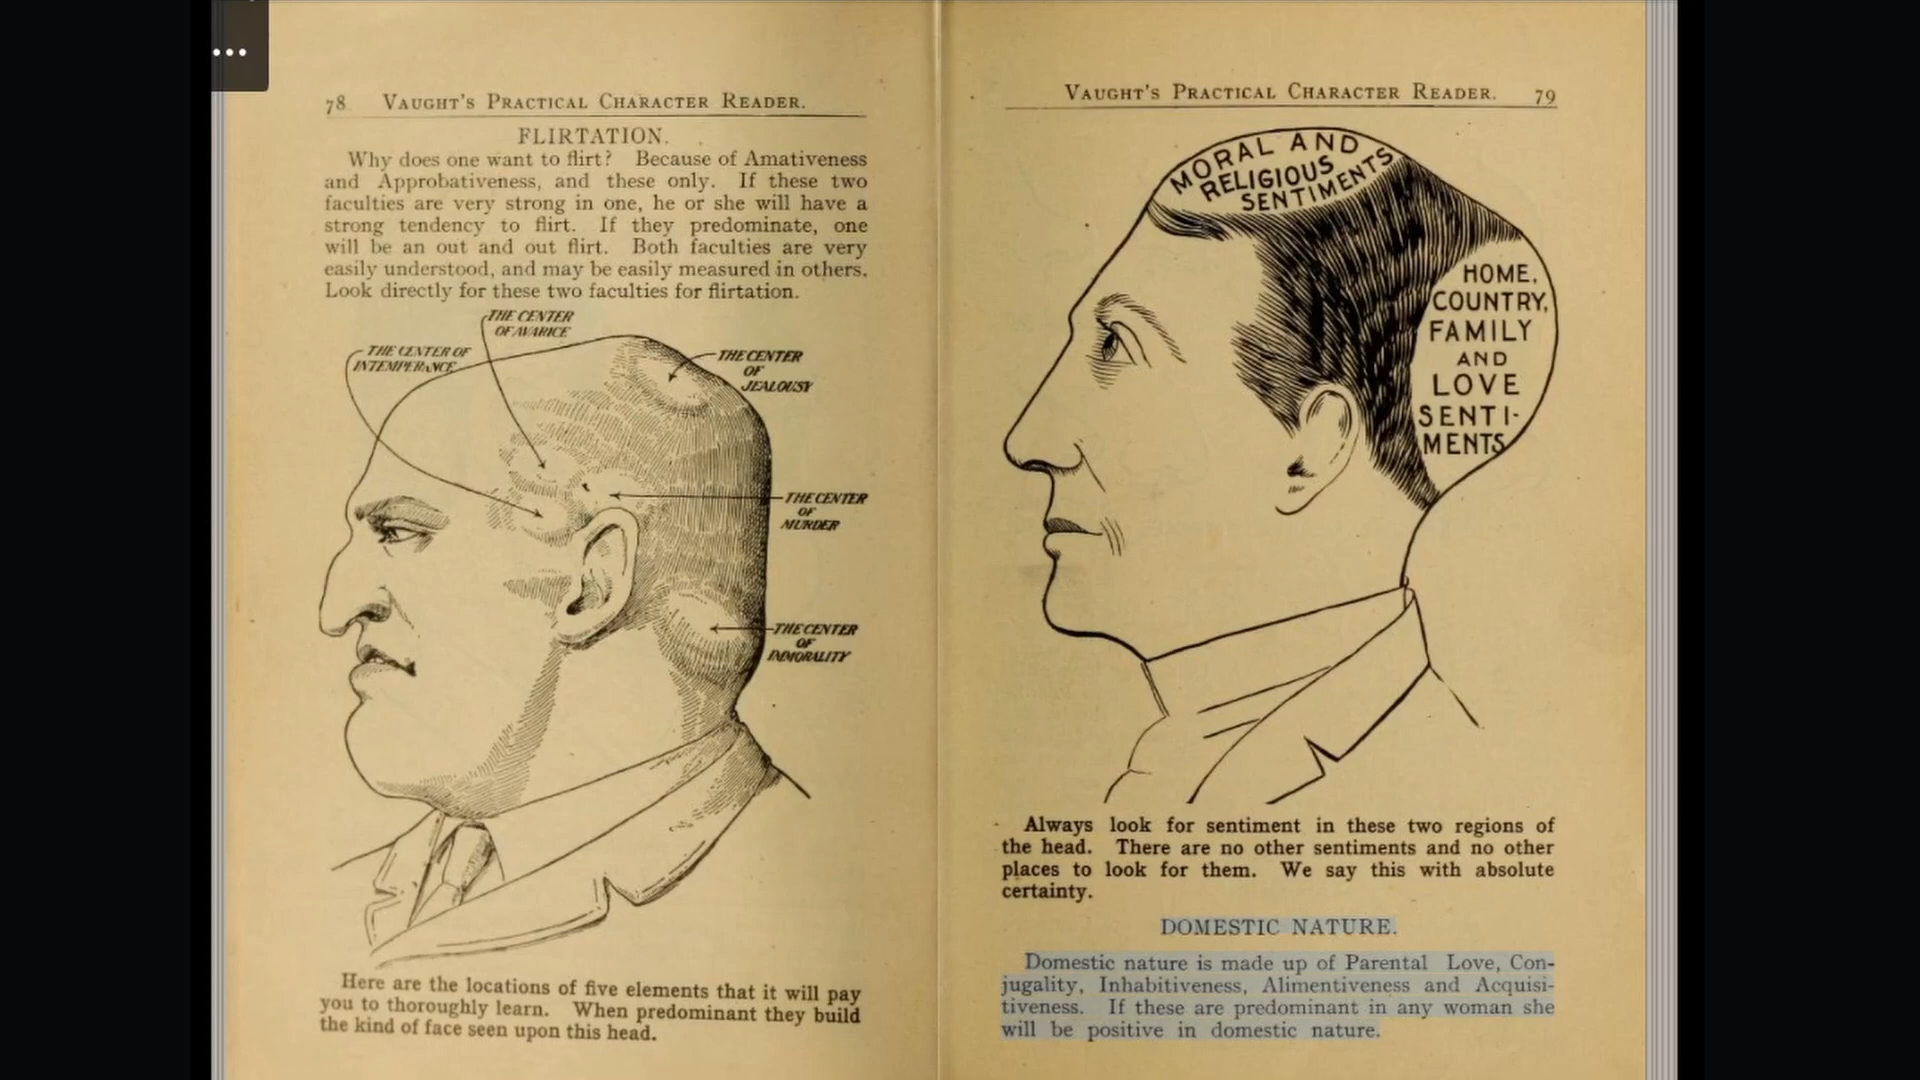 78 VAUGHT'S PRACTICAL CHARACTER READER.
FLIRTATION.
Why does one want to flirt? Because of Amativeness
and Approbativeness, and these only. If these two
faculties are very strong in one, he or she will have a
strong tendency to flirt. If they predominate, one
will be an out and out flirt. Both faculties are very
easily understood, and may be easily measured in others.
Look directly for these two faculties for flirtation.
THE CENTER
OF AVARICE
THE CENTER OF
INTEMPERANCE
THE CENTER
OF
JEALOUSY
THE CENTER
OF
MURDER
THE CENTER
OF
IMMORALITY
Here are the locations of five elements that it will pay
you to thoroughly learn. When predominant they build
the kind of face seen upon this head.
VAUGHT'S PRACTICAL CHARACTER READER. 79
MORAL AND
RELIGIOUS
SENTIMENTS
HOME,
COUNTRY,
FAMILY
AND
LOVE
SENTI-
MENTS
Always look for sentiment in these two regions of
the head. There are no other sentiments and no other
places to look for them. We say this with absolute
certainty.
DOMESTIC NATURE.
Domestic nature is made up of Parental Love, Con-
jugality, Inhabitiveness, Alimentiveness and Acquisi-
tiveness. If these are predominant in any woman she
will be positive in domestic nature.